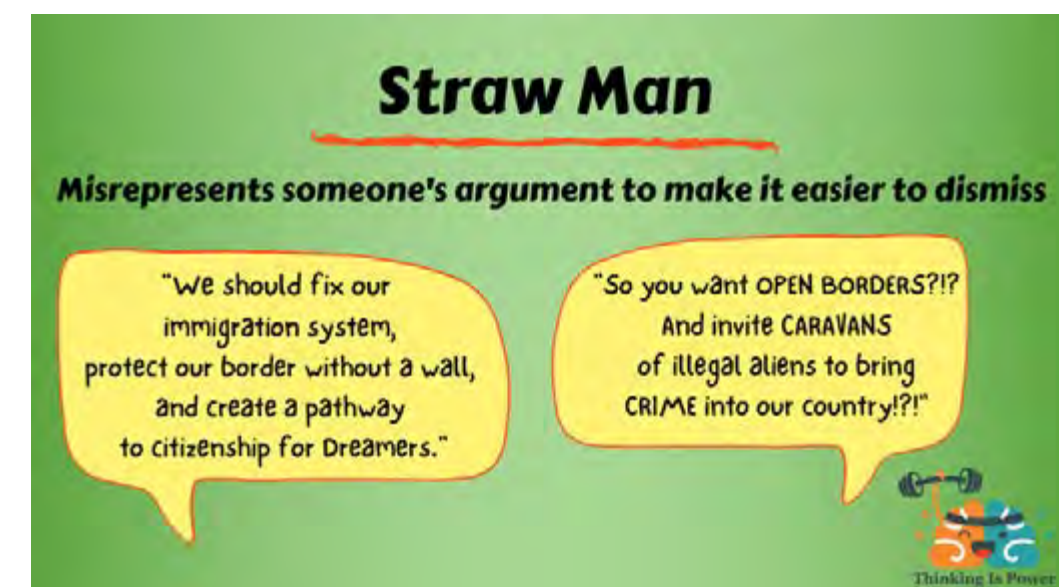 Straw Man
Misrepresents someone's argument to make it easier to dismiss
"We should fix our
immigration system,
protect our border without a wall,
and create a pathway
to citizenship for Dreamers."
"So you want OPEN BORDERS?!?
And invite CARAVANS
of illegal aliens to bring
CRIME into our country!?!"
Thinking Is Power